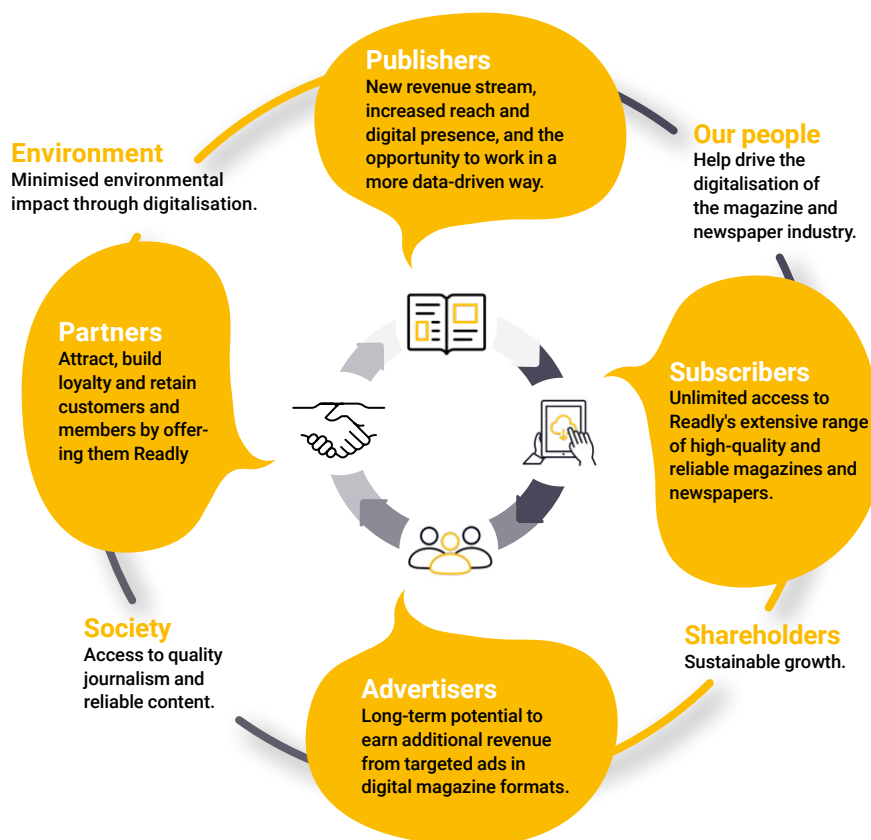 Publishers
New revenue stream,
increased reach and
digital presence, and the
opportunity to work in a
more data-driven way.
Our people
Help drive the
digitalisation of
the magazine and
newspaper industry.
Environment
Minimised environmental
impact through digitalisation.
Partners
Attract, build
loyalty and retain
customers and
members by offer-
ing them Readly
Subscribers
Unlimited access to
Readly's extensive range
of high-quality and
reliable magazines and
newspapers.
Society
Access to quality
journalism and
reliable content.
Shareholders
Sustainable growth.
Advertisers
Long-term potential to
earn additional revenue
from targeted ads in
digital magazine formats.